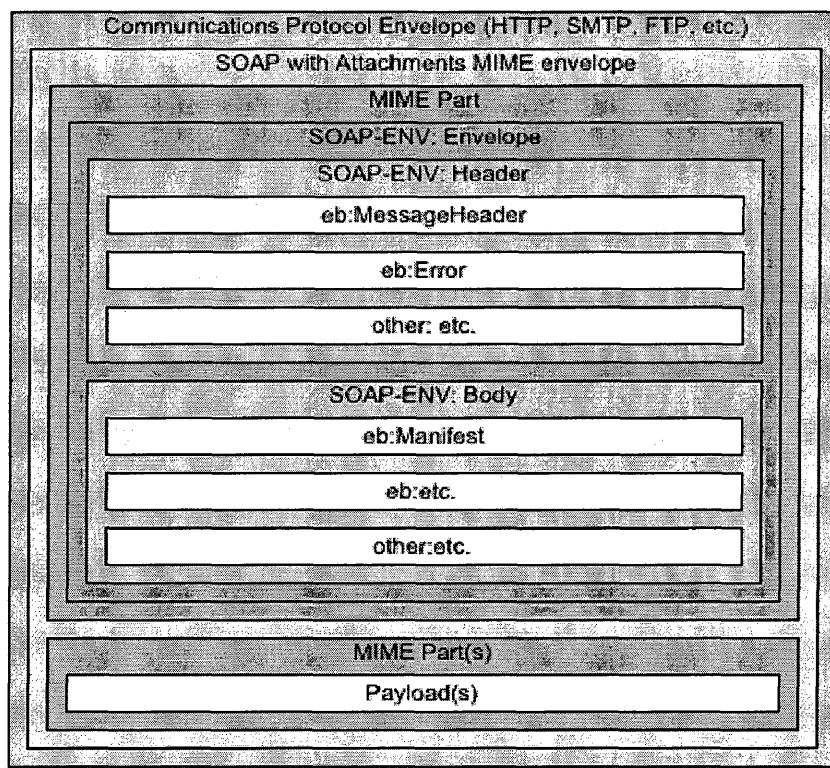 Communications Protocol Envelope (HTTP, SMTP, FTP, etc.)
SOAP with Attachments MIME envelope
MIME Part
SOAP-ENV: Envelope
SOAP-ENV: Header
eb:MessageHeader
eb:Error
other: etc.
SOAP-ENV: Body
eb:Manifest
eb:etc.
other:etc.
MIME Part(s)
Payload(s)